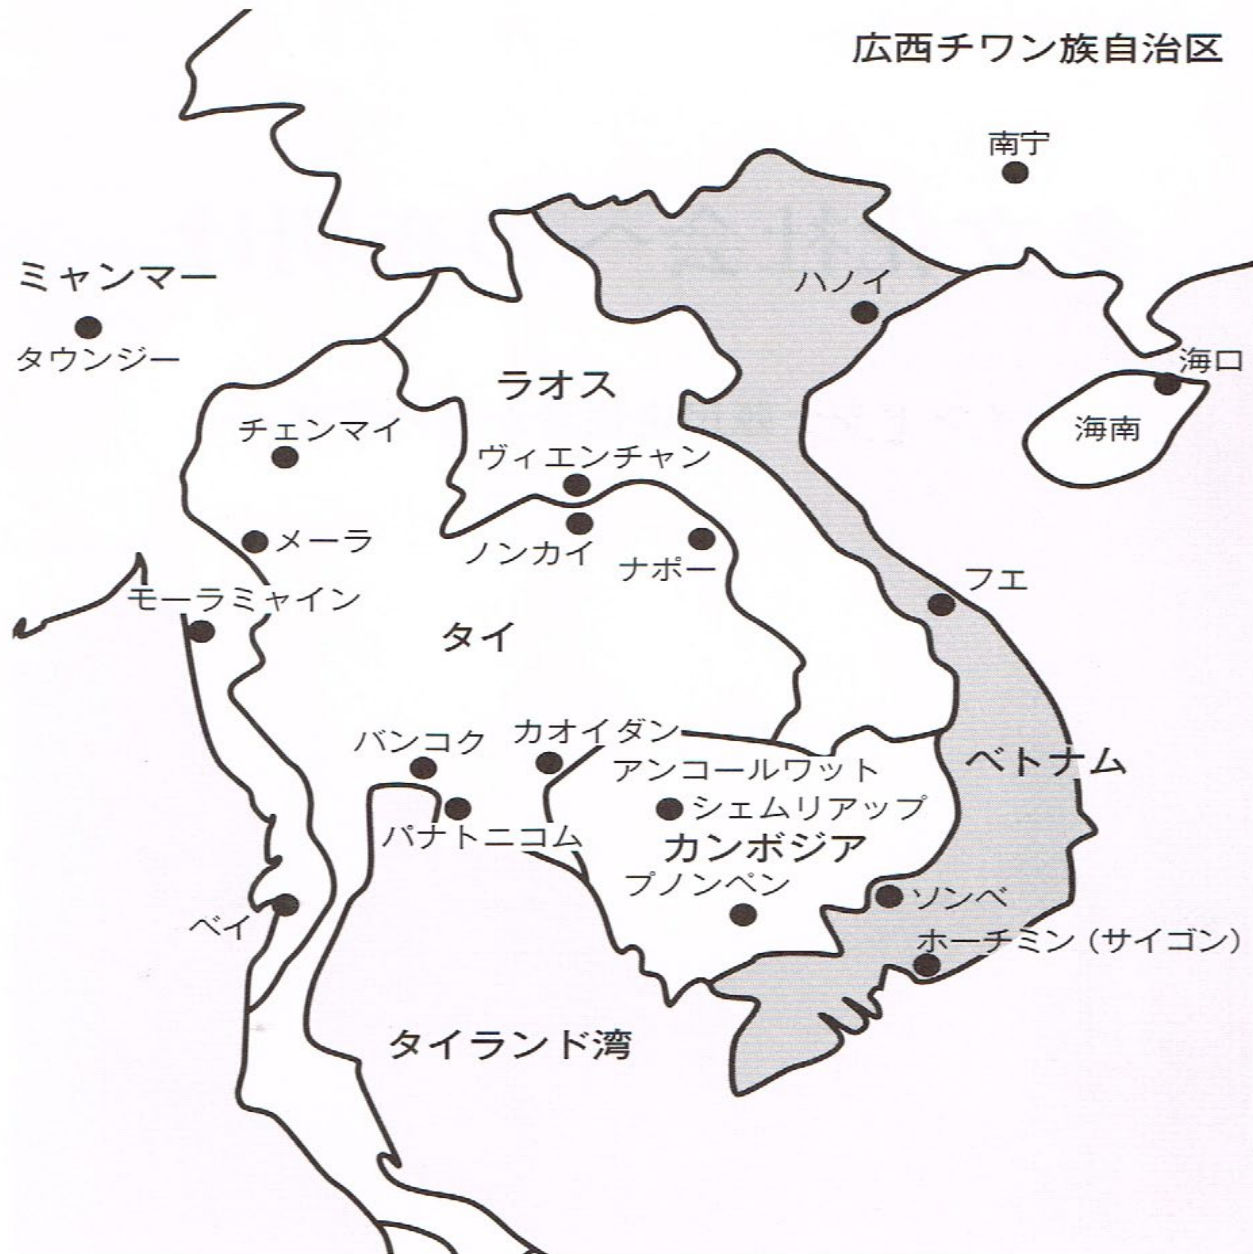 広西チワン族自治区
南宁
ミャンマー
タウンジー
ハノイ
海口
海南
ラオス
チェンマイ
ヴィエンチャン
メーラ
ノンカイ
ナポー
モーラミャイン
フエ
タイ
バンコク
カオイダン
ベトナム
アンコールワット
シェムリアップ
パナトニコム
カンボジア
プノンペン
ソンベ
ベイ
ホーチミン(サイゴン)
タイランド湾